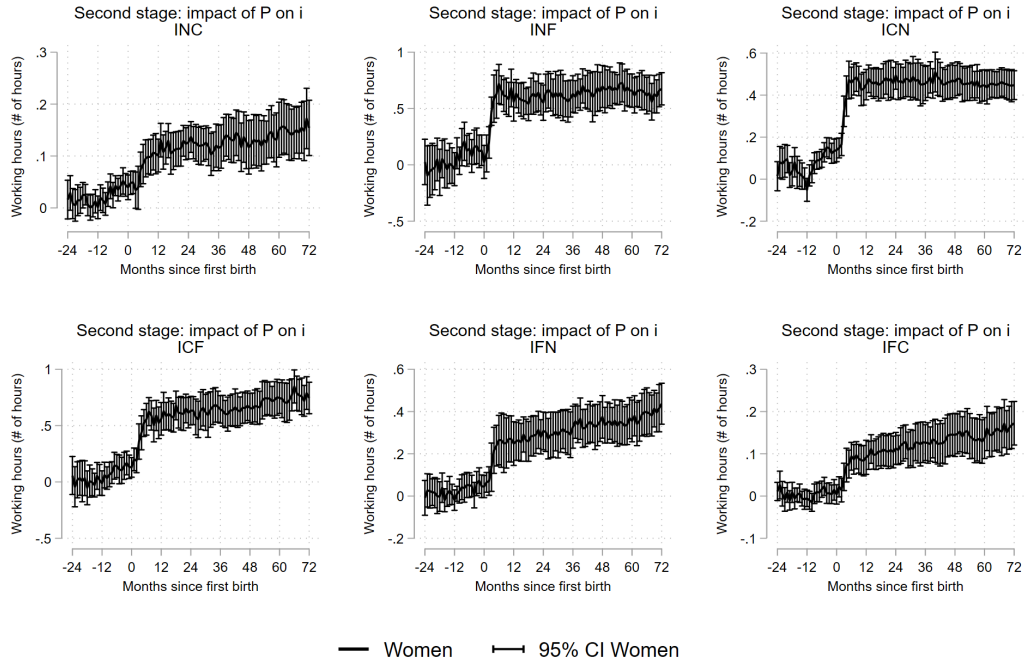 Second stage: impact of P on i
INC
Working hours (# of hours)
.3
.2
.1
0
-24 -12 0 12 24 36 48 60 72
Months since first birth
Second stage: impact of P on i
INF
Working hours (# of hours)
1
.5
0
-.5
-24 -12 0 12 24 36 48 60 72
Months since first birth
Second stage: impact of P on i
ICN
Working hours (# of hours)
.6
.4
.2
0
-.2
-24 -12 0 12 24 36 48 60 72
Months since first birth
Second stage: impact of P on i
ICF
Working hours (# of hours)
1
.5
0
-.5
-24 -12 0 12 24 36 48 60 72
Months since first birth
Second stage: impact of P on i
IFN
Working hours (# of hours)
.6
.4
.2
0
-.2
-24 -12 0 12 24 36 48 60 72
Months since first birth
Second stage: impact of P on i
IFC
Working hours (# of hours)
.3
.2
.1
0
-.1
-24 -12 0 12 24 36 48 60 72
Months since first birth
Women 95% CI Women